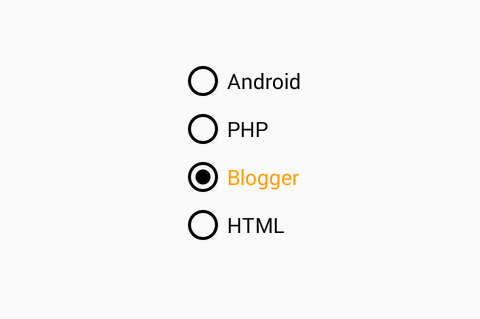 Android
PHP
Blogger
HTML